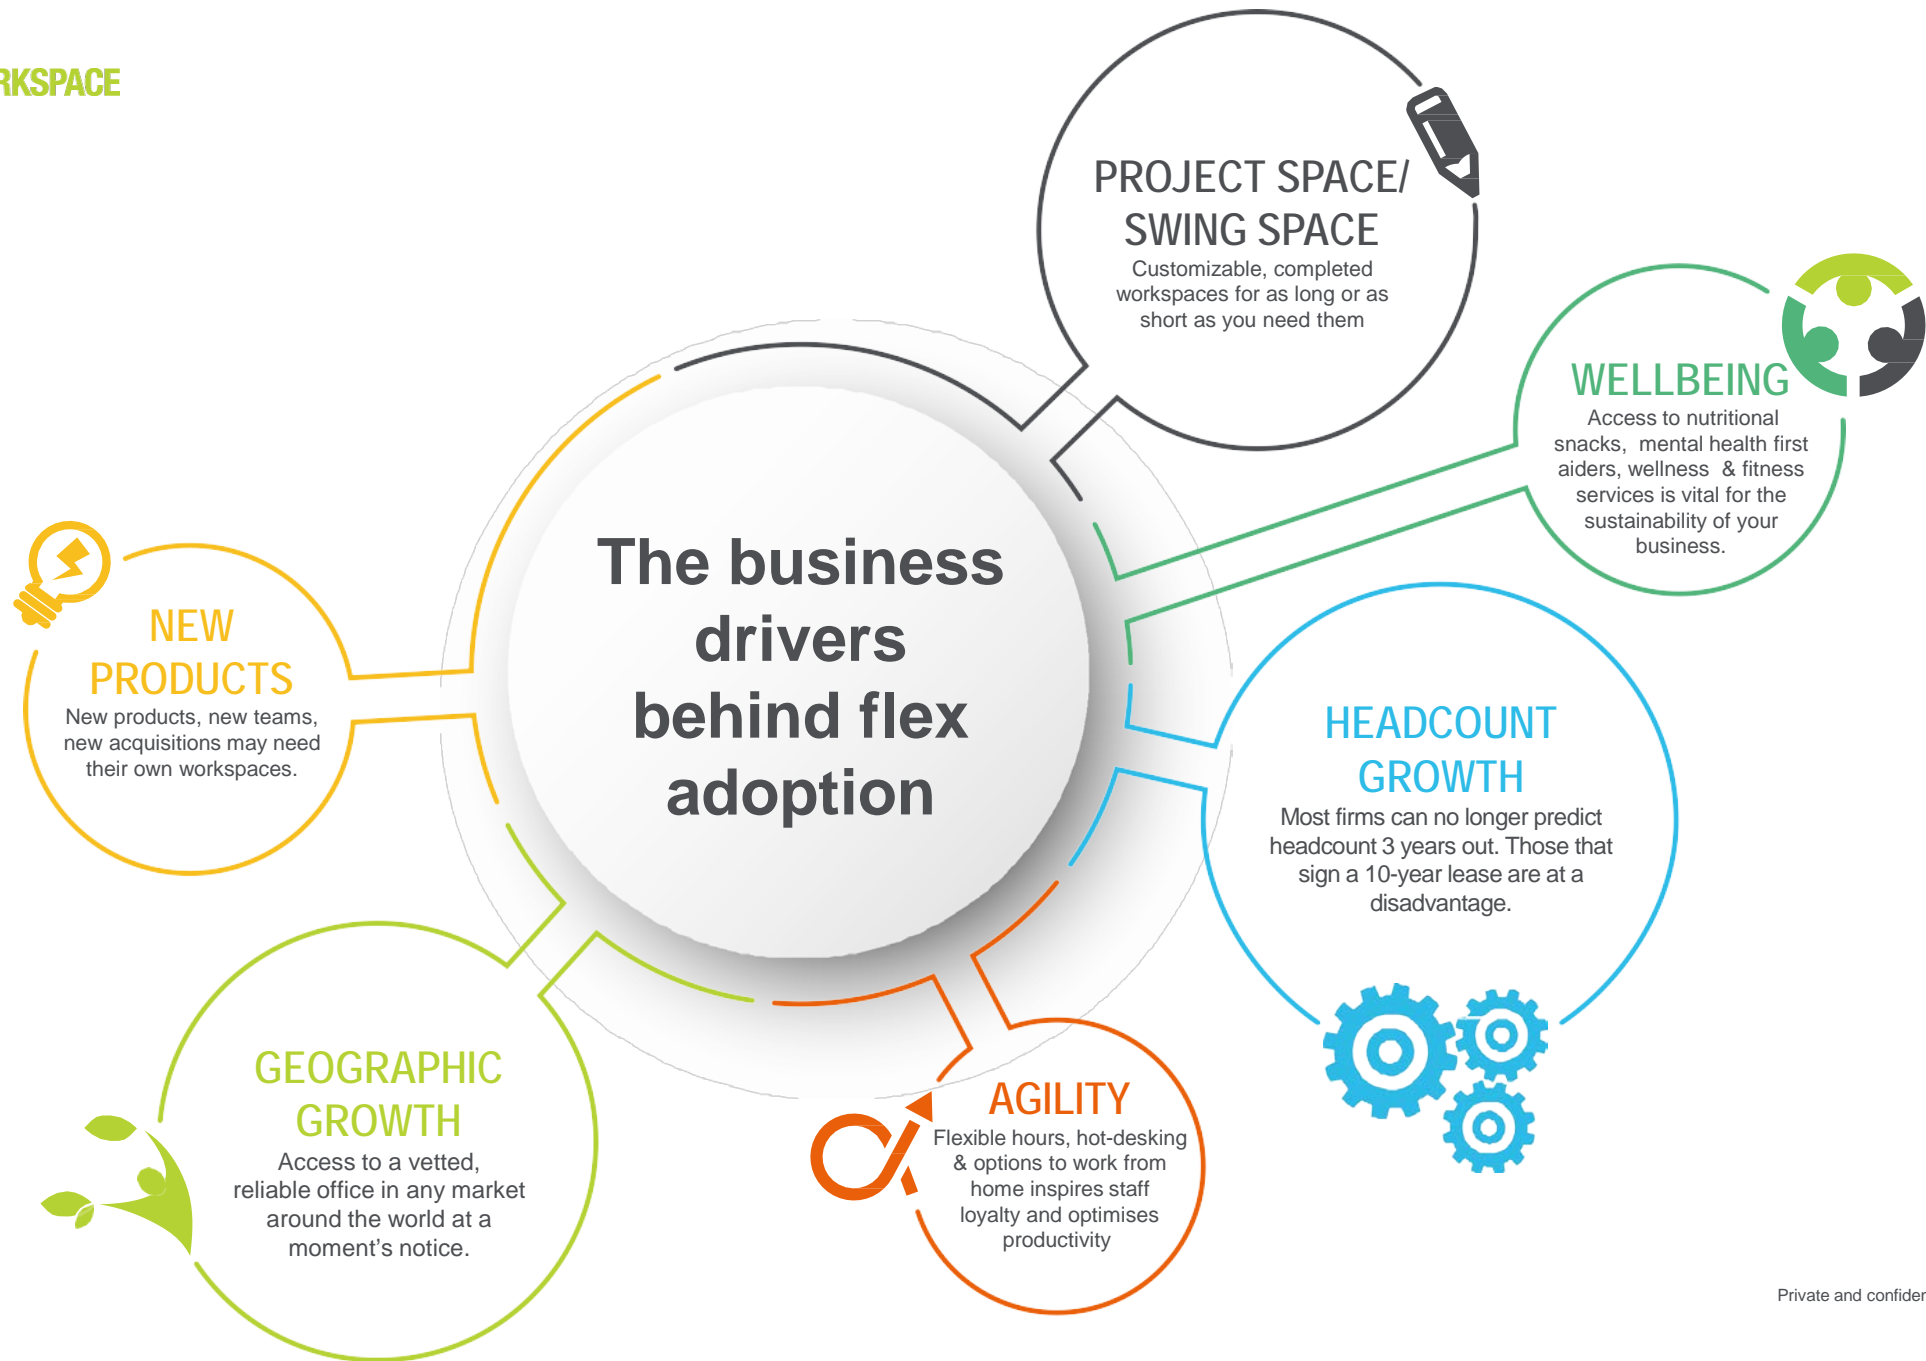 RKSPACE
PROJECT SPACE/
SWING SPACE
Customizable, completed
workspaces for as long or as
short as you need them
WELLBEING
Access to nutritional
snacks, mental health first
aiders, wellness & fitness
services is vital for the
sustainability of your
business.
The business
drivers
behind flex
adoption
NEW
PRODUCTS
New products, new teams,
new acquisitions may need
their own workspaces.
HEADCOUNT
GROWTH
Most firms can no longer predict
headcount 3 years out. Those that
sign a 10-year lease are at a
disadvantage.
GEOGRAPHIC
GROWTH
Access to a vetted,
reliable office in any market
around the world at a
moment's notice.
AGILITY
Flexible hours, hot-desking
& options to work from
home inspires staff
loyalty and optimises
productivity
Private and confider